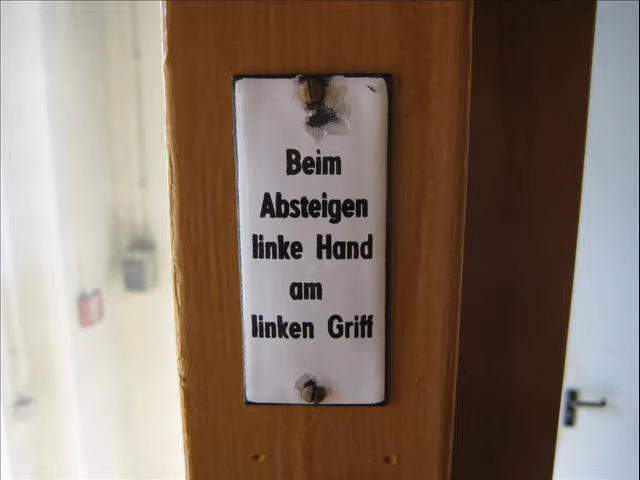 Beim
Absteigen
linke Hand
am
linken Griff